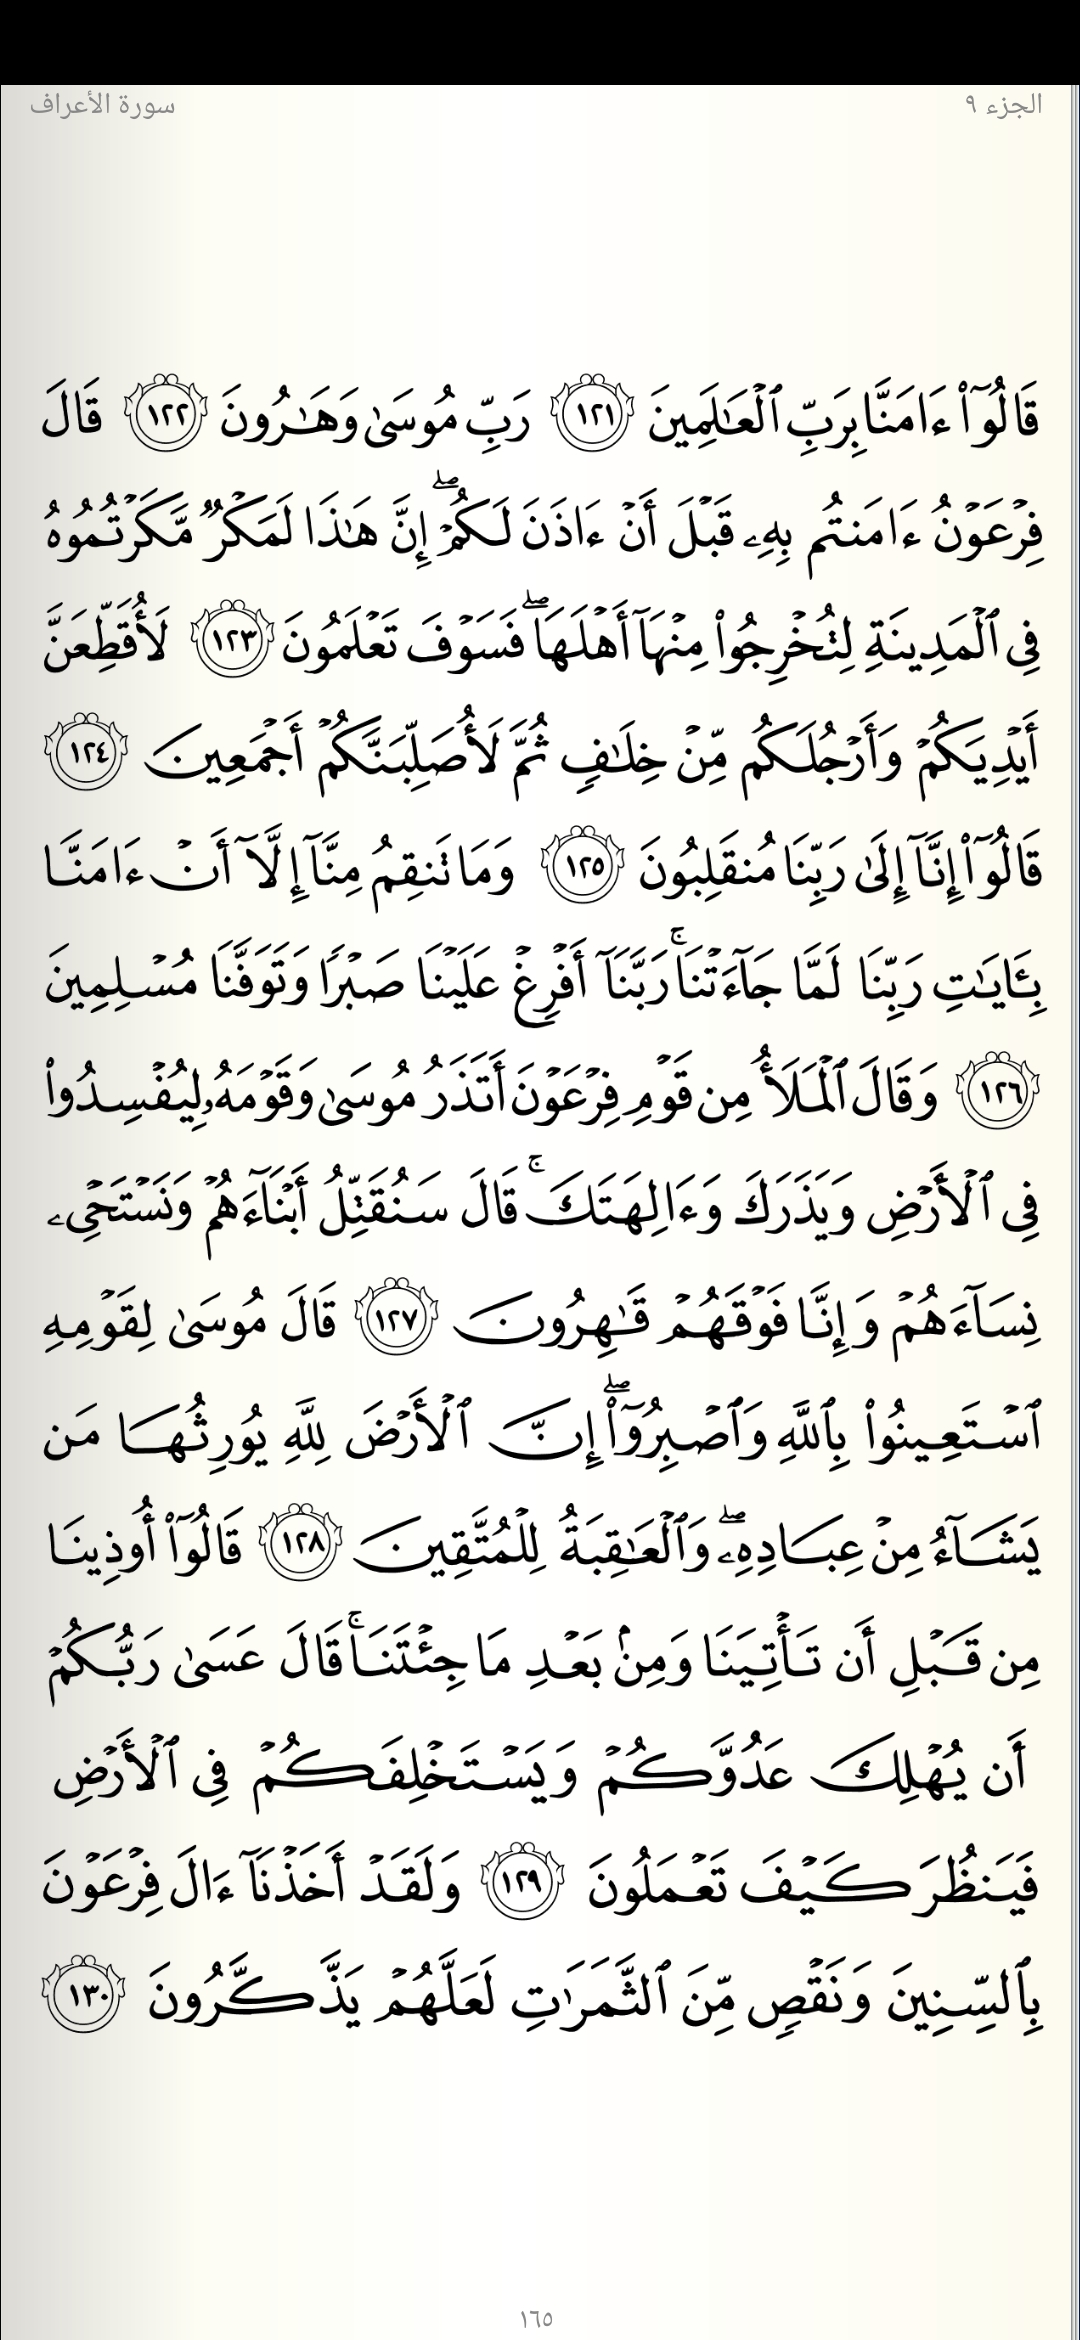 الجزء ٩
سورة الأعراف
قَالُوٓا۟ ءَامَنَّا بِرَبِّ ٱلْعَـٰلَمِينَ ١٢١ رَبِّ مُوسَىٰ وَهَـٰرُونَ ١٢٢ قَالَ
فِرْعَوْنُ ءَامَنتُم بِهِۦ قَبْلَ أَنْ ءَاذَنَ لَكُمْ ۖ إِنَّ هَـٰذَا لَمَكْرٌ مَّكَرْتُمُوهُ
فِى ٱلْمَدِينَةِ لِتُخْرِجُوا۟ مِنْهَآ أَهْلَهَا ۖ فَسَوْفَ تَعْلَمُونَ ١٢٣ لَأُقَطِّعَنَّ
أَيْدِيَكُمْ وَأَرْجُلَكُم مِّنْ خِلَـٰفٍ ثُمَّ لَأُصَلِّبَنَّكُمْ أَجْمَعِينَ ١٢٤
قَالُوٓا۟ إِنَّآ إِلَىٰ رَبِّنَا مُنقَلِبُونَ ١٢٥ وَمَا تَنقِمُ مِنَّآ إِلَّآ أَنْ ءَامَنَّا
بِـَٔايَـٰتِ رَبِّنَا لَمَّا جَآءَتْنَا ۚ رَبَّنَآ أَفْرِغْ عَلَيْنَا صَبْرًا وَتَوَفَّنَا مُسْلِمِينَ
١٢٦ وَقَالَ ٱلْمَلَأُ مِن قَوْمِ فِرْعَوْنَ أَتَذَرُ مُوسَىٰ وَقَوْمَهُۥ لِيُفْسِدُوا۟
فِى ٱلْأَرْضِ وَيَذَرَكَ وَءَالِهَتَكَ ۚ قَالَ سَنُقَتِّلُ أَبْنَآءَهُمْ وَنَسْتَحْىِۦ
نِسَآءَهُمْ وَإِنَّا فَوْقَهُمْ قَـٰهِرُونَ ١٢٧ قَالَ مُوسَىٰ لِقَوْمِهِ
ٱسْتَعِينُوا۟ بِٱللَّهِ وَٱصْبِرُوٓا۟ ۖ إِنَّ ٱلْأَرْضَ لِلَّهِ يُورِثُهَا مَن
يَشَآءُ مِنْ عِبَادِهِۦ ۖ وَٱلْعَـٰقِبَةُ لِلْمُتَّقِينَ ١٢٨ قَالُوٓا۟ أُوذِينَا
مِن قَبْلِ أَن تَأْتِيَنَا وَمِنۢ بَعْدِ مَا جِئْتَنَا ۚ قَالَ عَسَىٰ رَبُّكُمْ
أَن يُهْلِكَ عَدُوَّكُمْ وَيَسْتَخْلِفَكُمْ فِى ٱلْأَرْضِ
فَيَنظُرَ كَيْفَ تَعْمَلُونَ ١٢٩ وَلَقَدْ أَخَذْنَآ ءَالَ فِرْعَوْنَ
بِٱلسِّنِينَ وَنَقْصٍ مِّنَ ٱلثَّمَرَٰتِ لَعَلَّهُمْ يَذَّكَّرُونَ ١٣٠
١٦٥